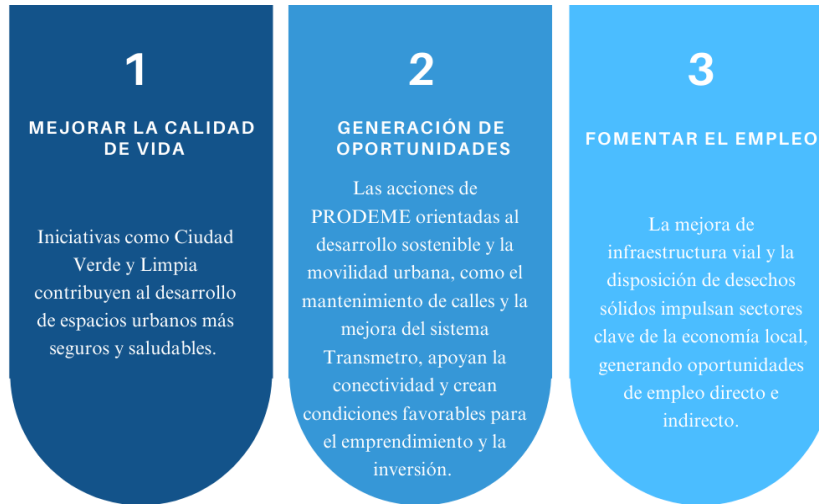 1
MEJORAR LA CALIDAD
DE VIDA
Iniciativas como Ciudad
Verde y Limpia
contribuyen al desarrollo
de espacios urbanos más
seguros y saludables.
2
GENERACIÓN DE
OPORTUNIDADES
Las acciones de
PRODEME orientadas al
desarrollo sostenible y la
movilidad urbana, como el
mantenimiento de calles y la
mejora del sistema
Transmetro, apoyan la
conectividad y crean
condiciones favorables para
el emprendimiento y la
inversión.
3
FOMENTAR EL EMPLEO
La mejora de
infraestructura vial y la
disposición de desechos
sólidos impulsan sectores
clave de la economía local,
generando oportunidades
de empleo directo e
indirecto.